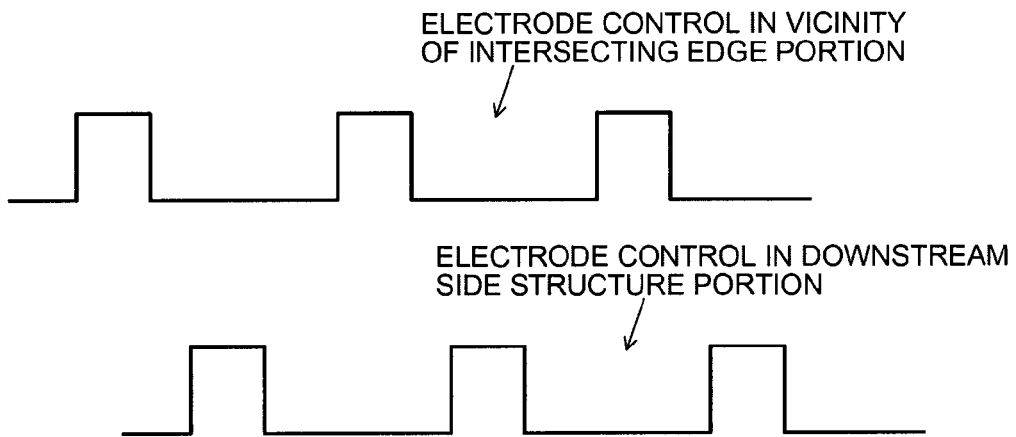 ELECTRODE CONTROL IN VICINITY
OF INTERSECTING EDGE PORTION
ELECTRODE CONTROL IN DOWNSTREAM
SIDE STRUCTURE PORTION